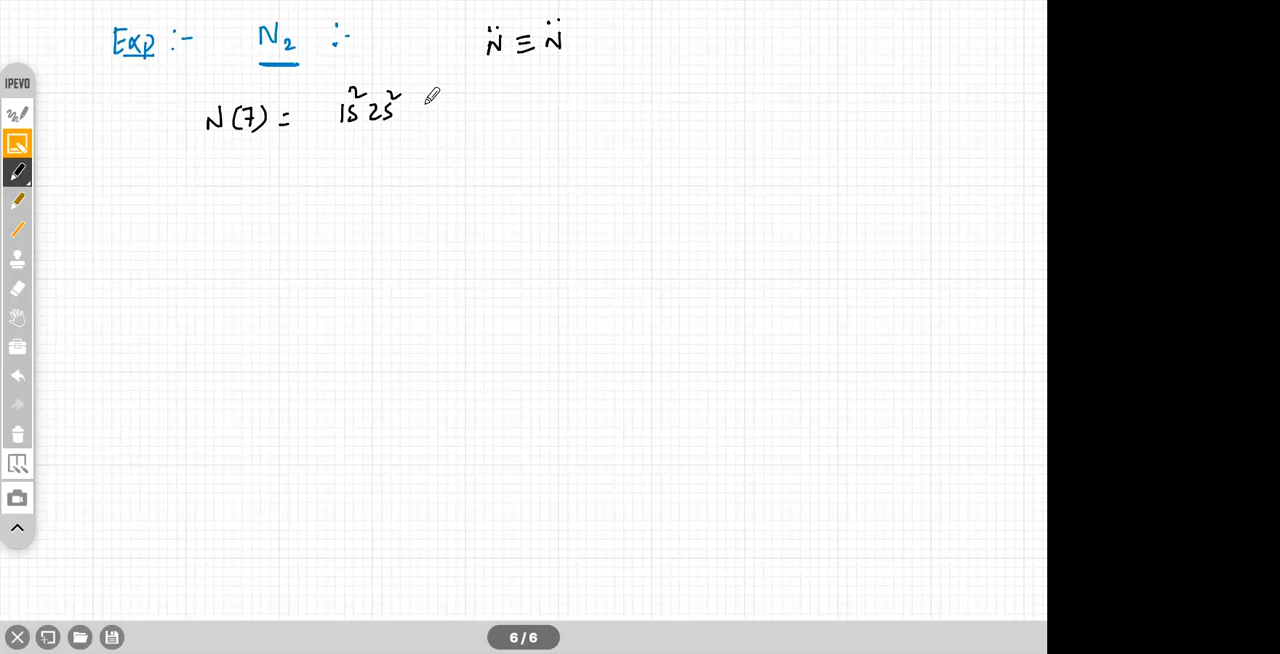 Exp :- N₂ :- N̈ ≡ N̈
N(7) = 1s² 2s²
IPEVO
6 / 6